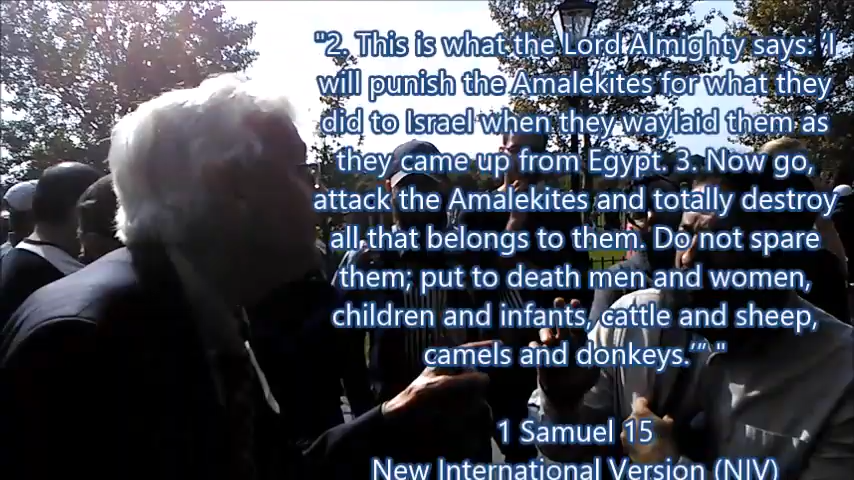 "2. This is what the Lord Almighty says: ‘I
will punish the Amalekites for what they
did to Israel when they waylaid them as
they came up from Egypt. 3. Now go,
attack the Amalekites and totally destroy
all that belongs to them. Do not spare
them; put to death men and women,
children and infants, cattle and sheep,
camels and donkeys.’” "
1 Samuel 15
New International Version (NIV)